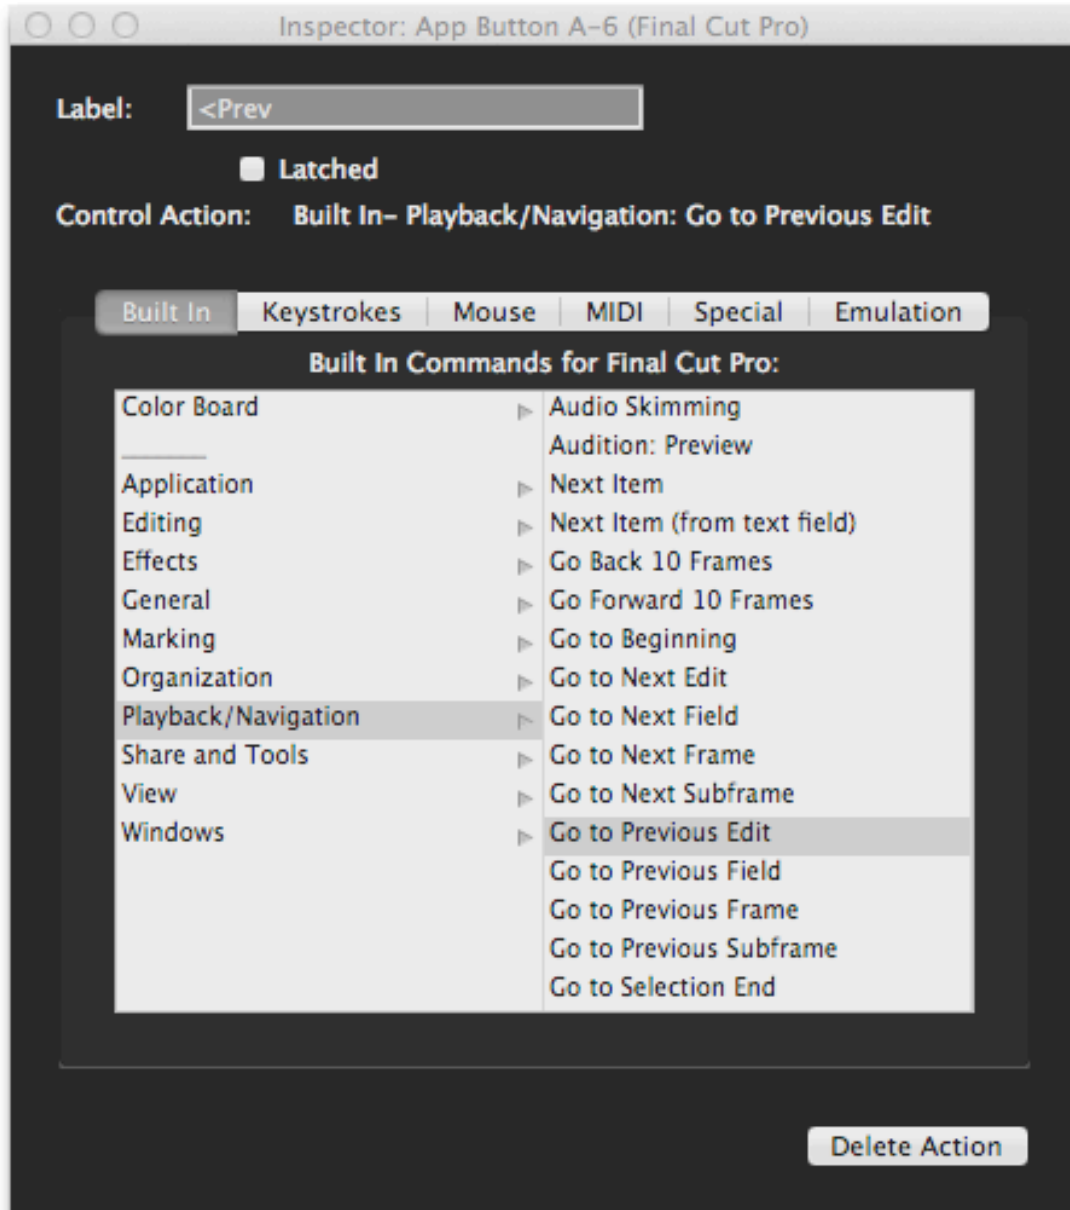 Inspector: App Button A-6 (Final Cut Pro)
Label: <Prev
Latched
Control Action: Built In- Playback/Navigation: Go to Previous Edit
Built In Keystrokes Mouse MIDI Special Emulation
Built In Commands for Final Cut Pro:
Color Board
_______
Application
Editing
Effects
General
Marking
Organization
Playback/Navigation
Share and Tools
View
Windows
Audio Skimming
Audition: Preview
Next Item
Next Item (from text field)
Go Back 10 Frames
Go Forward 10 Frames
Go to Beginning
Go to Next Edit
Go to Next Field
Go to Next Frame
Go to Next Subframe
Go to Previous Edit
Go to Previous Field
Go to Previous Frame
Go to Previous Subframe
Go to Selection End
Delete Action